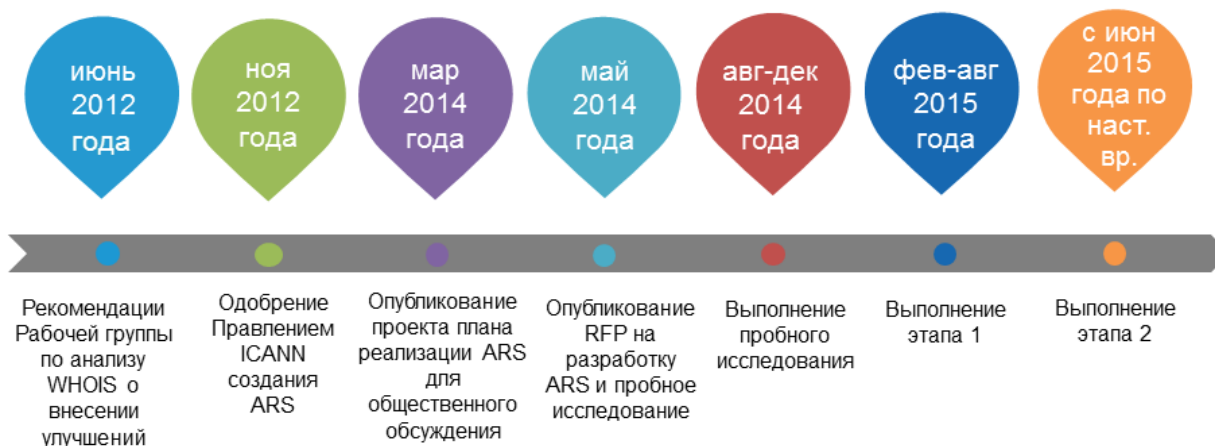 июнь
2012
года
ноя
2012
года
мар
2014
года
май
2014
года
авг-дек
2014
года
фев-авг
2015
года
с июн
2015
года по
наст.
вр.
Рекомендации
Рабочей группы
по анализу
WHOIS о
внесении
улучшений
Одобрение
Правлением
ICANN
создания
ARS
Опубликование
проекта плана
реализации ARS
для
общественного
обсуждения
Опубликование
RFP на
разработку
ARS и пробное
исследование
Выполнение
пробного
исследования
Выполнение
этапа 1
Выполнение
этапа 2